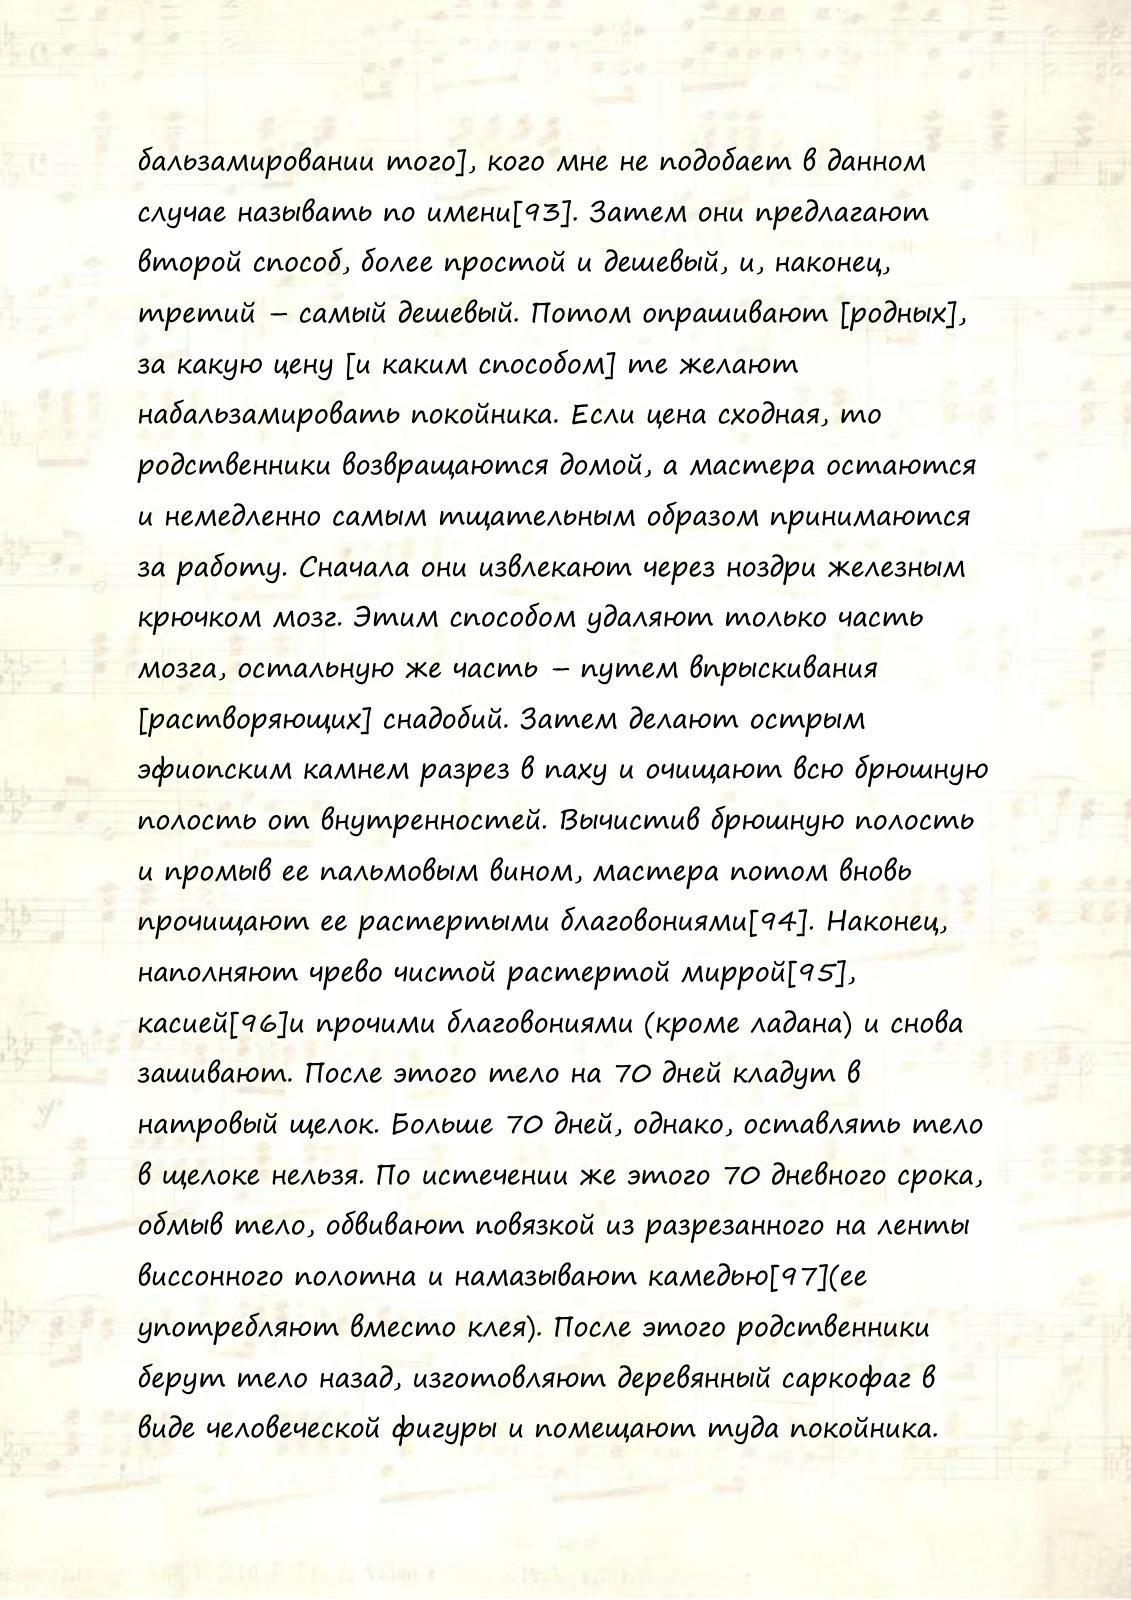 бальзамировании того], кого мне не подобает в данном
случае называть по имени[93]. Затем они предлагают
второй способ, более простой и дешевый, и, наконец,
третий – самый дешевый. Потом опрашивают [родных],
за какую цену [и каким способом] те желают
набальзамировать покойника. Если цена сходная, то
родственники возвращаются домой, а мастера остаются
и немедленно самым тщательным образом принимаются
за работу. Сначала они извлекают через ноздри железным
крючком мозг. Этим способом удаляют только часть
мозга, остальную же часть – путем впрыскивания
[растворяющих] снадобий. Затем делают острым
эфиопским камнем разрез в паху и очищают всю брюшную
полость от внутренностей. Вычистив брюшную полость
и промыв ее пальмовым вином, мастера потом вновь
прочищают ее растертыми благовониями[94]. Наконец,
наполняют чрево чистой растертой миррой[95],
касией[96]и прочими благовониями (кроме ладана) и снова
зашивают. После этого тело на 70 дней кладут в
натровый щелок. Больше 70 дней, однако, оставлять тело
в щелоке нельзя. По истечении же этого 70 дневного срока,
обмыв тело, обвивают повязкой из разрезанного на ленты
виссонного полотна и намазывают камедью[97](ее
употребляют вместо клея). После этого родственники
берут тело назад, изготовляют деревянный саркофаг в
виде человеческой фигуры и помещают туда покойника.